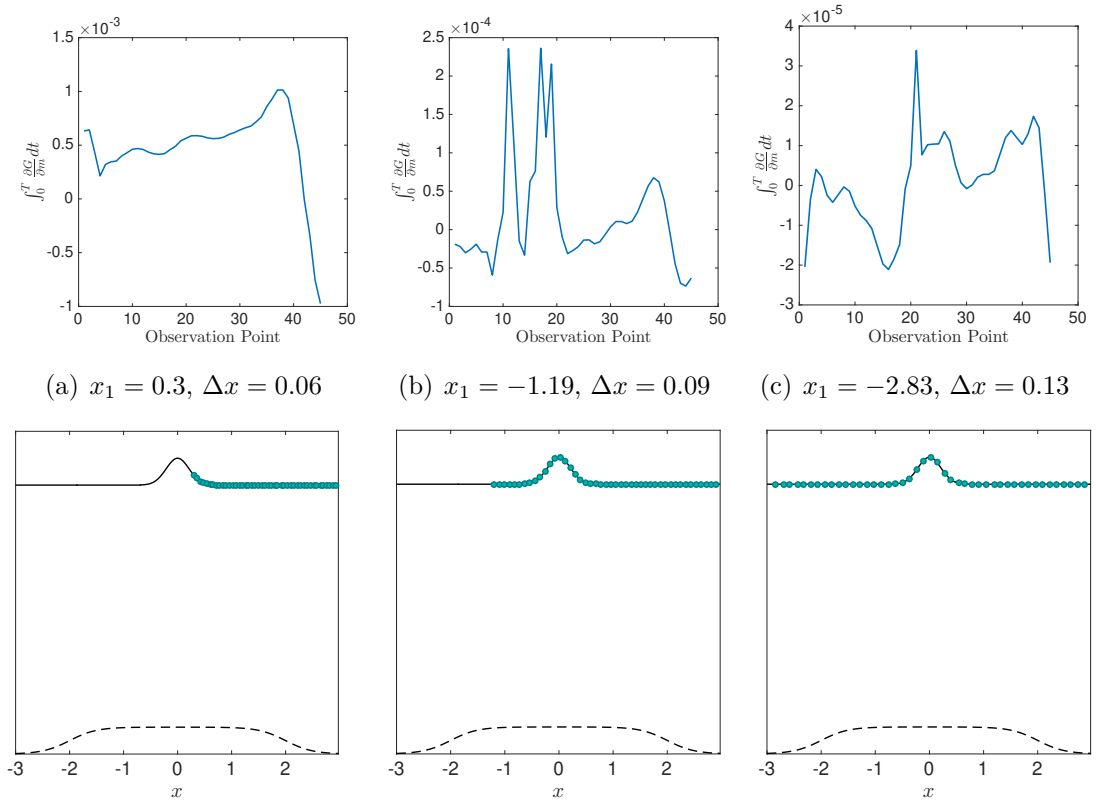 ×10⁻³
1.5
1
0.5
0
-0.5
-1
0 10 20 30 40 50
∫₀ᵀ ∂G/∂m dt
Observation Point
×10⁻⁴
2.5
2
1.5
1
0.5
0
-0.5
-1
0 10 20 30 40 50
∫₀ᵀ ∂G/∂m dt
Observation Point
×10⁻⁵
4
3
2
1
0
-1
-2
-3
0 10 20 30 40 50
∫₀ᵀ ∂G/∂m dt
Observation Point
(a) x₁ = 0.3, Δx = 0.06
(b) x₁ = −1.19, Δx = 0.09
(c) x₁ = −2.83, Δx = 0.13
-3 -2 -1 0 1 2
x
-3 -2 -1 0 1 2
x
-3 -2 -1 0 1 2
x